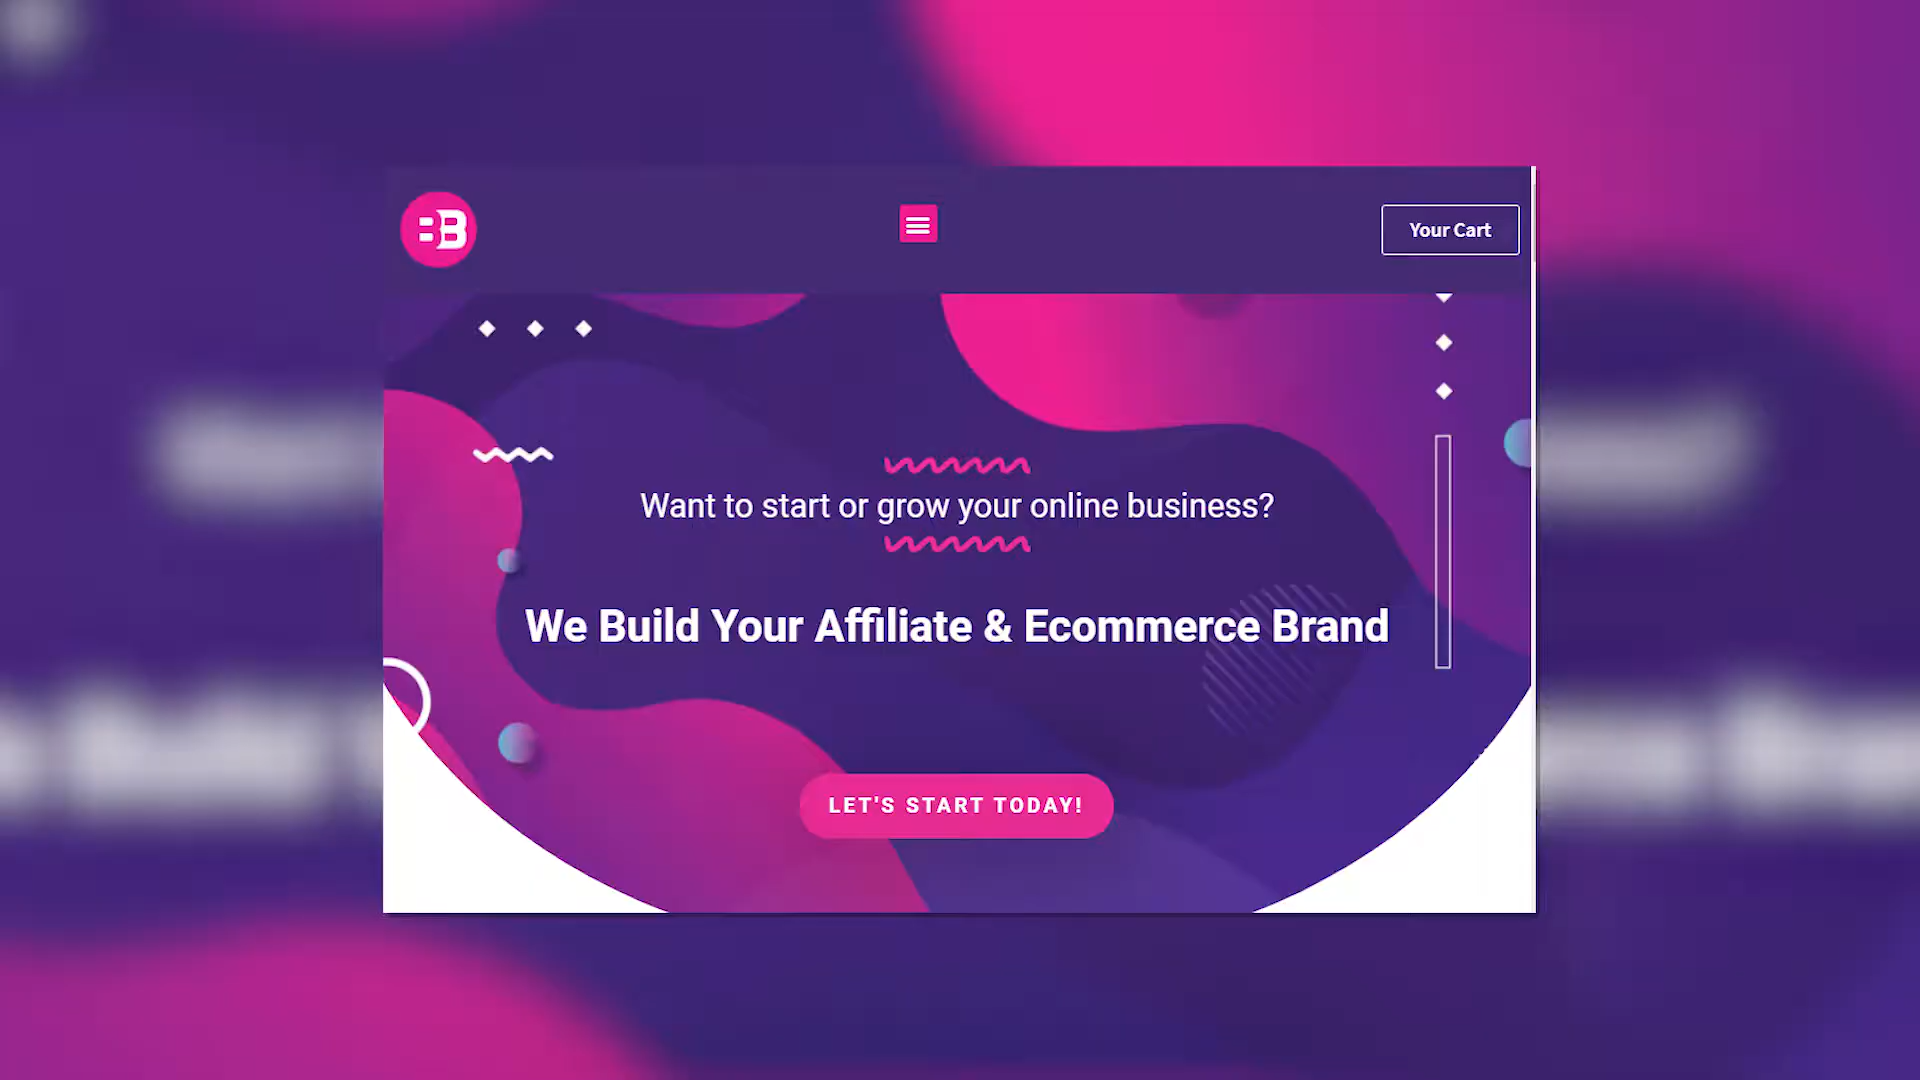 BB
Your Cart
Want to start or grow your online business?
We Build Your Affiliate & Ecommerce Brand
LET'S START TODAY!